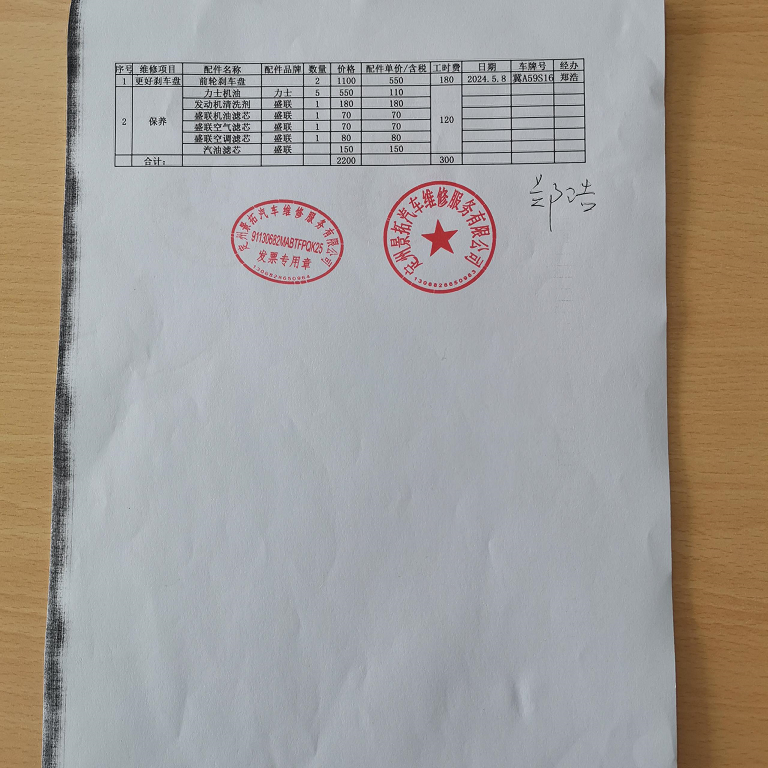 序号 维修项目 配件名称 配件品牌 数量 价格 配件单价/含税 工时费 日期 车牌号 经办
1 更好刹车盘 前轮刹车盘 2 1100 550 180 2024.5.8 冀A59S16 郑浩
2 保养 力士机油 力士 5 550 110 120
发动机清洗剂 盛联 1 180 180
盛联机油滤芯 盛联 1 70 70
盛联空气滤芯 盛联 1 70 70
盛联空调滤芯 盛联 1 80 80
汽油滤芯 盛联 150 150
合计: 2200 300
郑浩
定州景拓汽车维修服务有限公司
91130682MABTFPQK25
发票专用章
1306828650963
定州景拓汽车维修服务有限公司
1306828650963